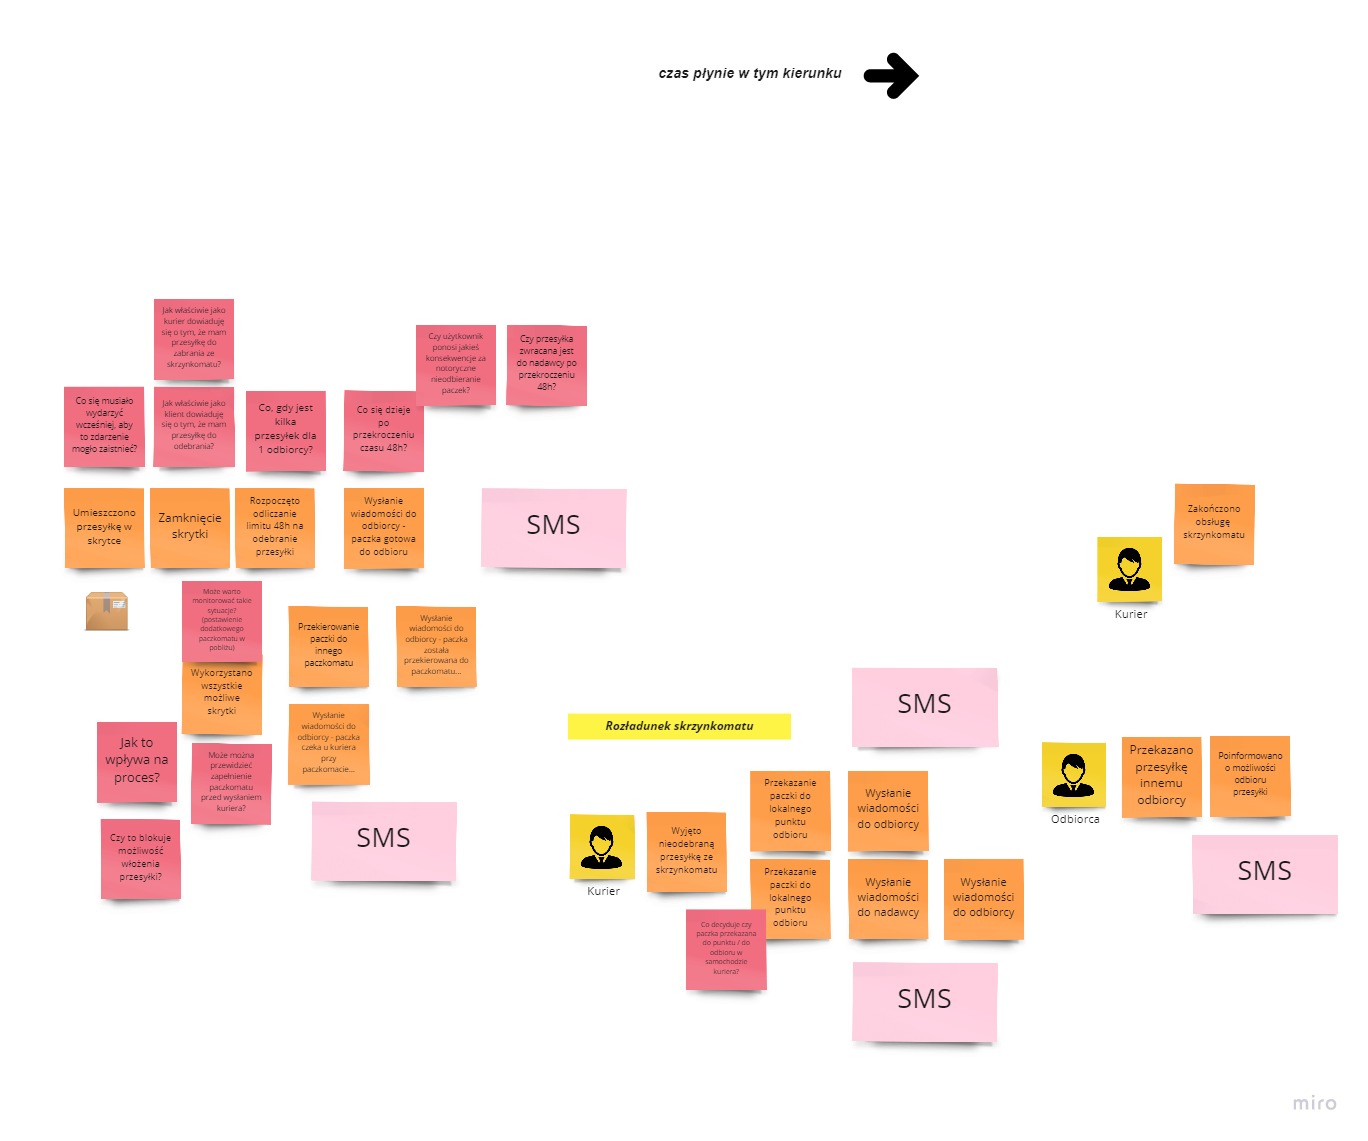 czas płynie w tym kierunku
Jak właściwie jako
kurier dowiaduję
się o tym, że mam
przesyłkę do
zabrania ze
skrzynkomatu?
Czy użytkownik
ponosi jakieś
konsekwencje za
notoryczne
nieodbieranie
paczek?
Czy przesyłka
zwracana jest
do nadawcy po
przekroczeniu
48h?
Co się musiało
wydarzyć
wcześniej, aby
to zdarzenie
mogło zaistnieć?
Jak właściwie jako
klient dowiaduję
się o tym, że mam
przesyłkę do
odebrania?
Co, gdy jest
kilka
przesyłek dla
1 odbiorcy?
Co się dzieje
po
przekroczeniu
czasu 48h?
Umieszczono
przesyłkę w
skrytce
Zamknięcie
skrytki
Rozpoczęto
odliczanie
limitu 48h na
odebranie
przesyłki
Wysłanie
wiadomości do
odbiorcy -
paczka gotowa
do odbioru
SMS
Zakończono
obsługę
skrzynkomatu
Kurier
Może warto
monitorować takie
sytuacje?
(postawienie
dodatkowego
paczkomatu w
pobliżu)
Przekierowanie
paczki do
innego
paczkomatu
Wysłanie
wiadomości do
odbiorcy - paczka
została
przekierowana do
paczkomatu...
Wykorzystano
wszystkie
możliwe
skrytki
Wysłanie
wiadomości do
odbiorcy - paczka
czeka u kuriera
przy
paczkomacie...
Jak to
wpływa na
proces?
Może można
przewidzieć
zapełnienie
paczkomatu
przed wysłaniem
kuriera?
SMS
Czy to blokuje
możliwość
włożenia
przesyłki?
Rozładunek skrzynkomatu
SMS
Kurier
Wyjęto
nieodebraną
przesyłkę ze
skrzynkomatu
Przekazanie
paczki do
lokalnego
punktu
odbioru
Wysłanie
wiadomości
do odbiorcy
Przekazanie
paczki do
lokalnego
punktu
odbioru
Wysłanie
wiadomości
do nadawcy
Wysłanie
wiadomości
do odbiorcy
Co decyduje czy
paczka przekazana
do punktu / do
odbioru w
samochodzie
kuriera?
SMS
Odbiorca
Przekazano
przesyłkę
innemu
odbiorcy
Poinformowano
o możliwości
odbioru
przesyłki
SMS
miro